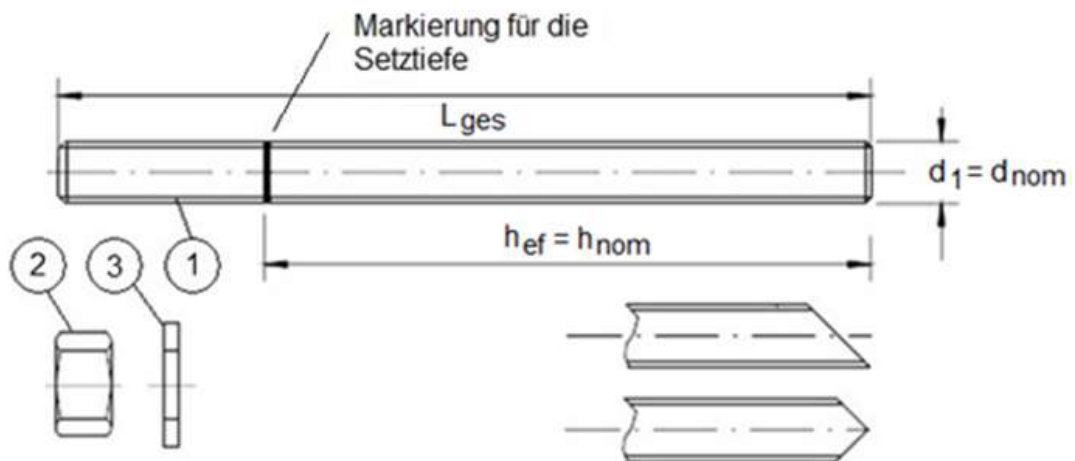 Markierung für die
Setztiefe
Lges
d1 = dnom
hef = hnom
2
3
1